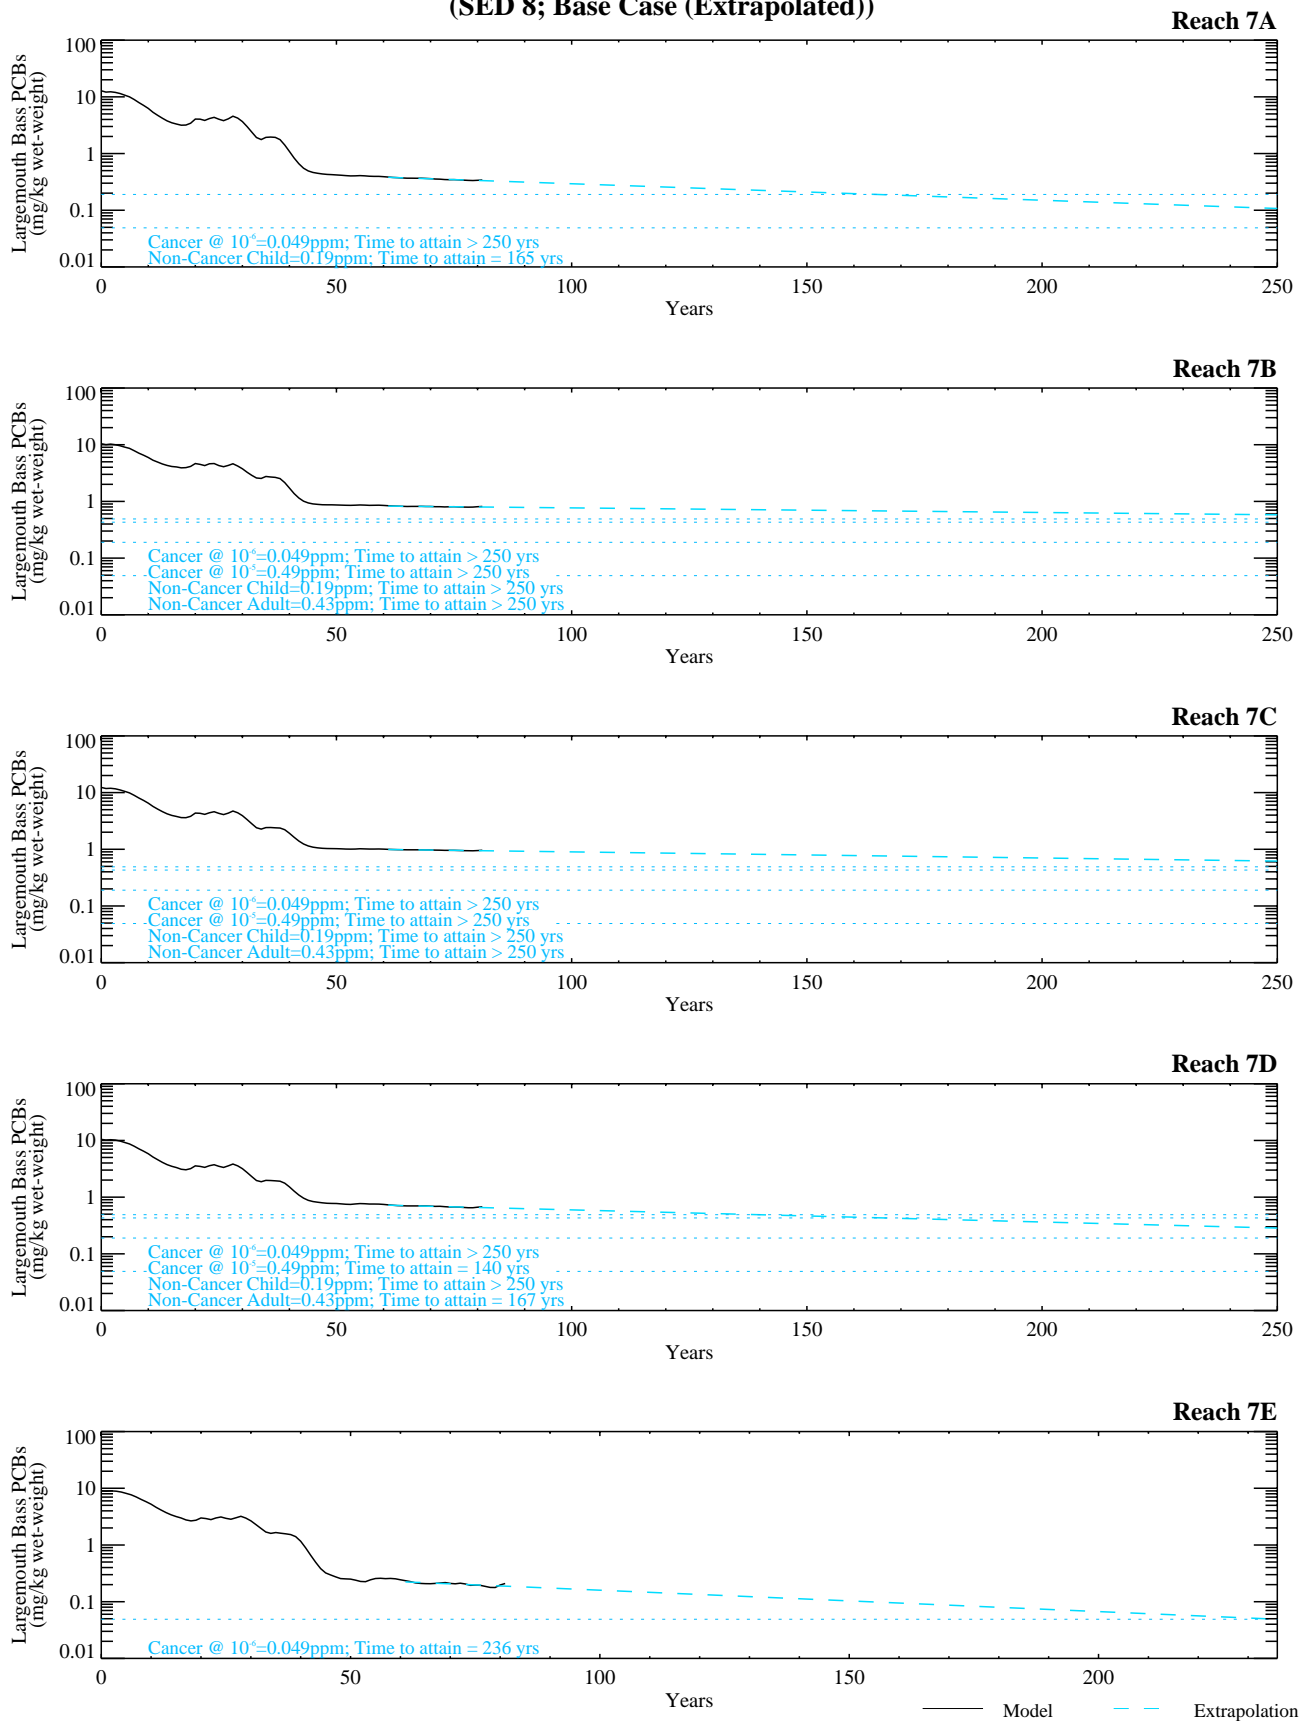 (SED 8; Base Case (Extrapolated))
Reach 7A
Largemouth Bass PCBs
(mg/kg wet-weight)
100
10
1
0.1
0.01
Cancer @ 10⁻⁶=0.049ppm; Time to attain > 250 yrs
Non-Cancer Child=0.19ppm; Time to attain = 165 yrs
0 50 100 150 200 250
Years
Reach 7B
Largemouth Bass PCBs
(mg/kg wet-weight)
100
10
1
0.1
0.01
Cancer @ 10⁻⁶=0.049ppm; Time to attain > 250 yrs
Cancer @ 10⁻⁵=0.49ppm; Time to attain > 250 yrs
Non-Cancer Child=0.19ppm; Time to attain > 250 yrs
Non-Cancer Adult=0.43ppm; Time to attain > 250 yrs
0 50 100 150 200 250
Years
Reach 7C
Largemouth Bass PCBs
(mg/kg wet-weight)
100
10
1
0.1
0.01
Cancer @ 10⁻⁶=0.049ppm; Time to attain > 250 yrs
Cancer @ 10⁻⁵=0.49ppm; Time to attain > 250 yrs
Non-Cancer Child=0.19ppm; Time to attain > 250 yrs
Non-Cancer Adult=0.43ppm; Time to attain > 250 yrs
0 50 100 150 200 250
Years
Reach 7D
Largemouth Bass PCBs
(mg/kg wet-weight)
100
10
1
0.1
0.01
Cancer @ 10⁻⁶=0.049ppm; Time to attain > 250 yrs
Cancer @ 10⁻⁵=0.49ppm; Time to attain = 140 yrs
Non-Cancer Child=0.19ppm; Time to attain > 250 yrs
Non-Cancer Adult=0.43ppm; Time to attain = 167 yrs
0 50 100 150 200 250
Years
Reach 7E
Largemouth Bass PCBs
(mg/kg wet-weight)
100
10
1
0.1
0.01
Cancer @ 10⁻⁶=0.049ppm; Time to attain = 236 yrs
0 50 100 150 200
Years
Model Extrapolation